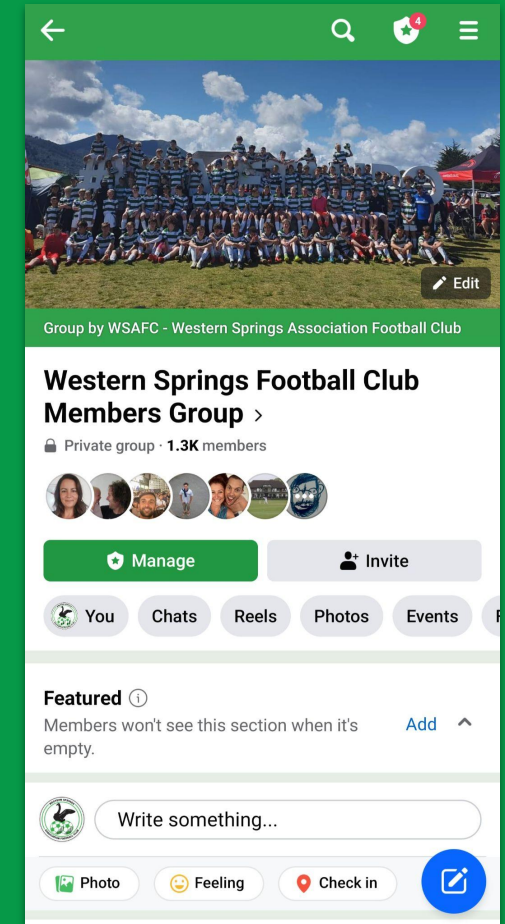 4
Edit
Group by WSAFC - Western Springs Association Football Club
Western Springs Football Club
Members Group >
Private group · 1.3K members
Manage
Invite
You
Chats
Reels
Photos
Events
Featured
Members won't see this section when it's
empty.
Add
Write something...
Photo
Feeling
Check in